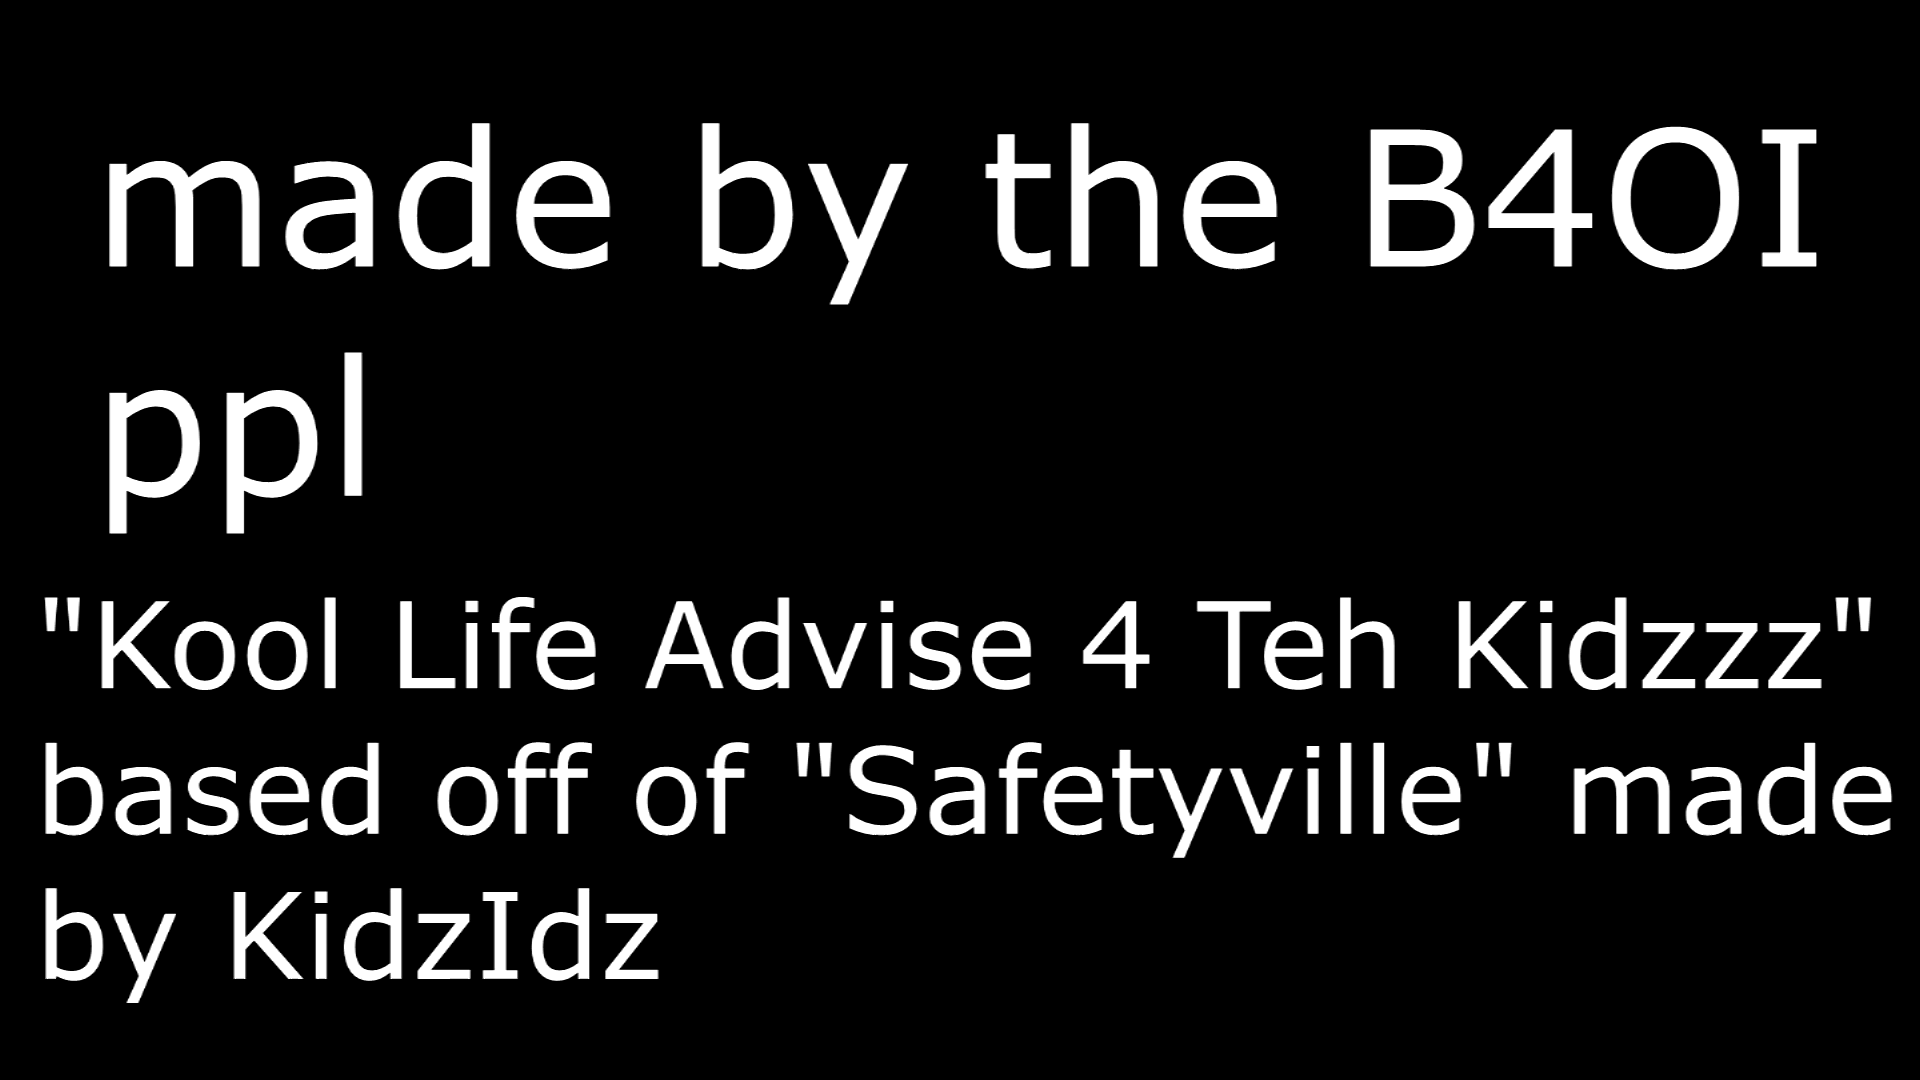 made by the B4OI
ppl
"Kool Life Advise 4 Teh Kidzzz"
based off of "Safetyville" made
by KidzIdz